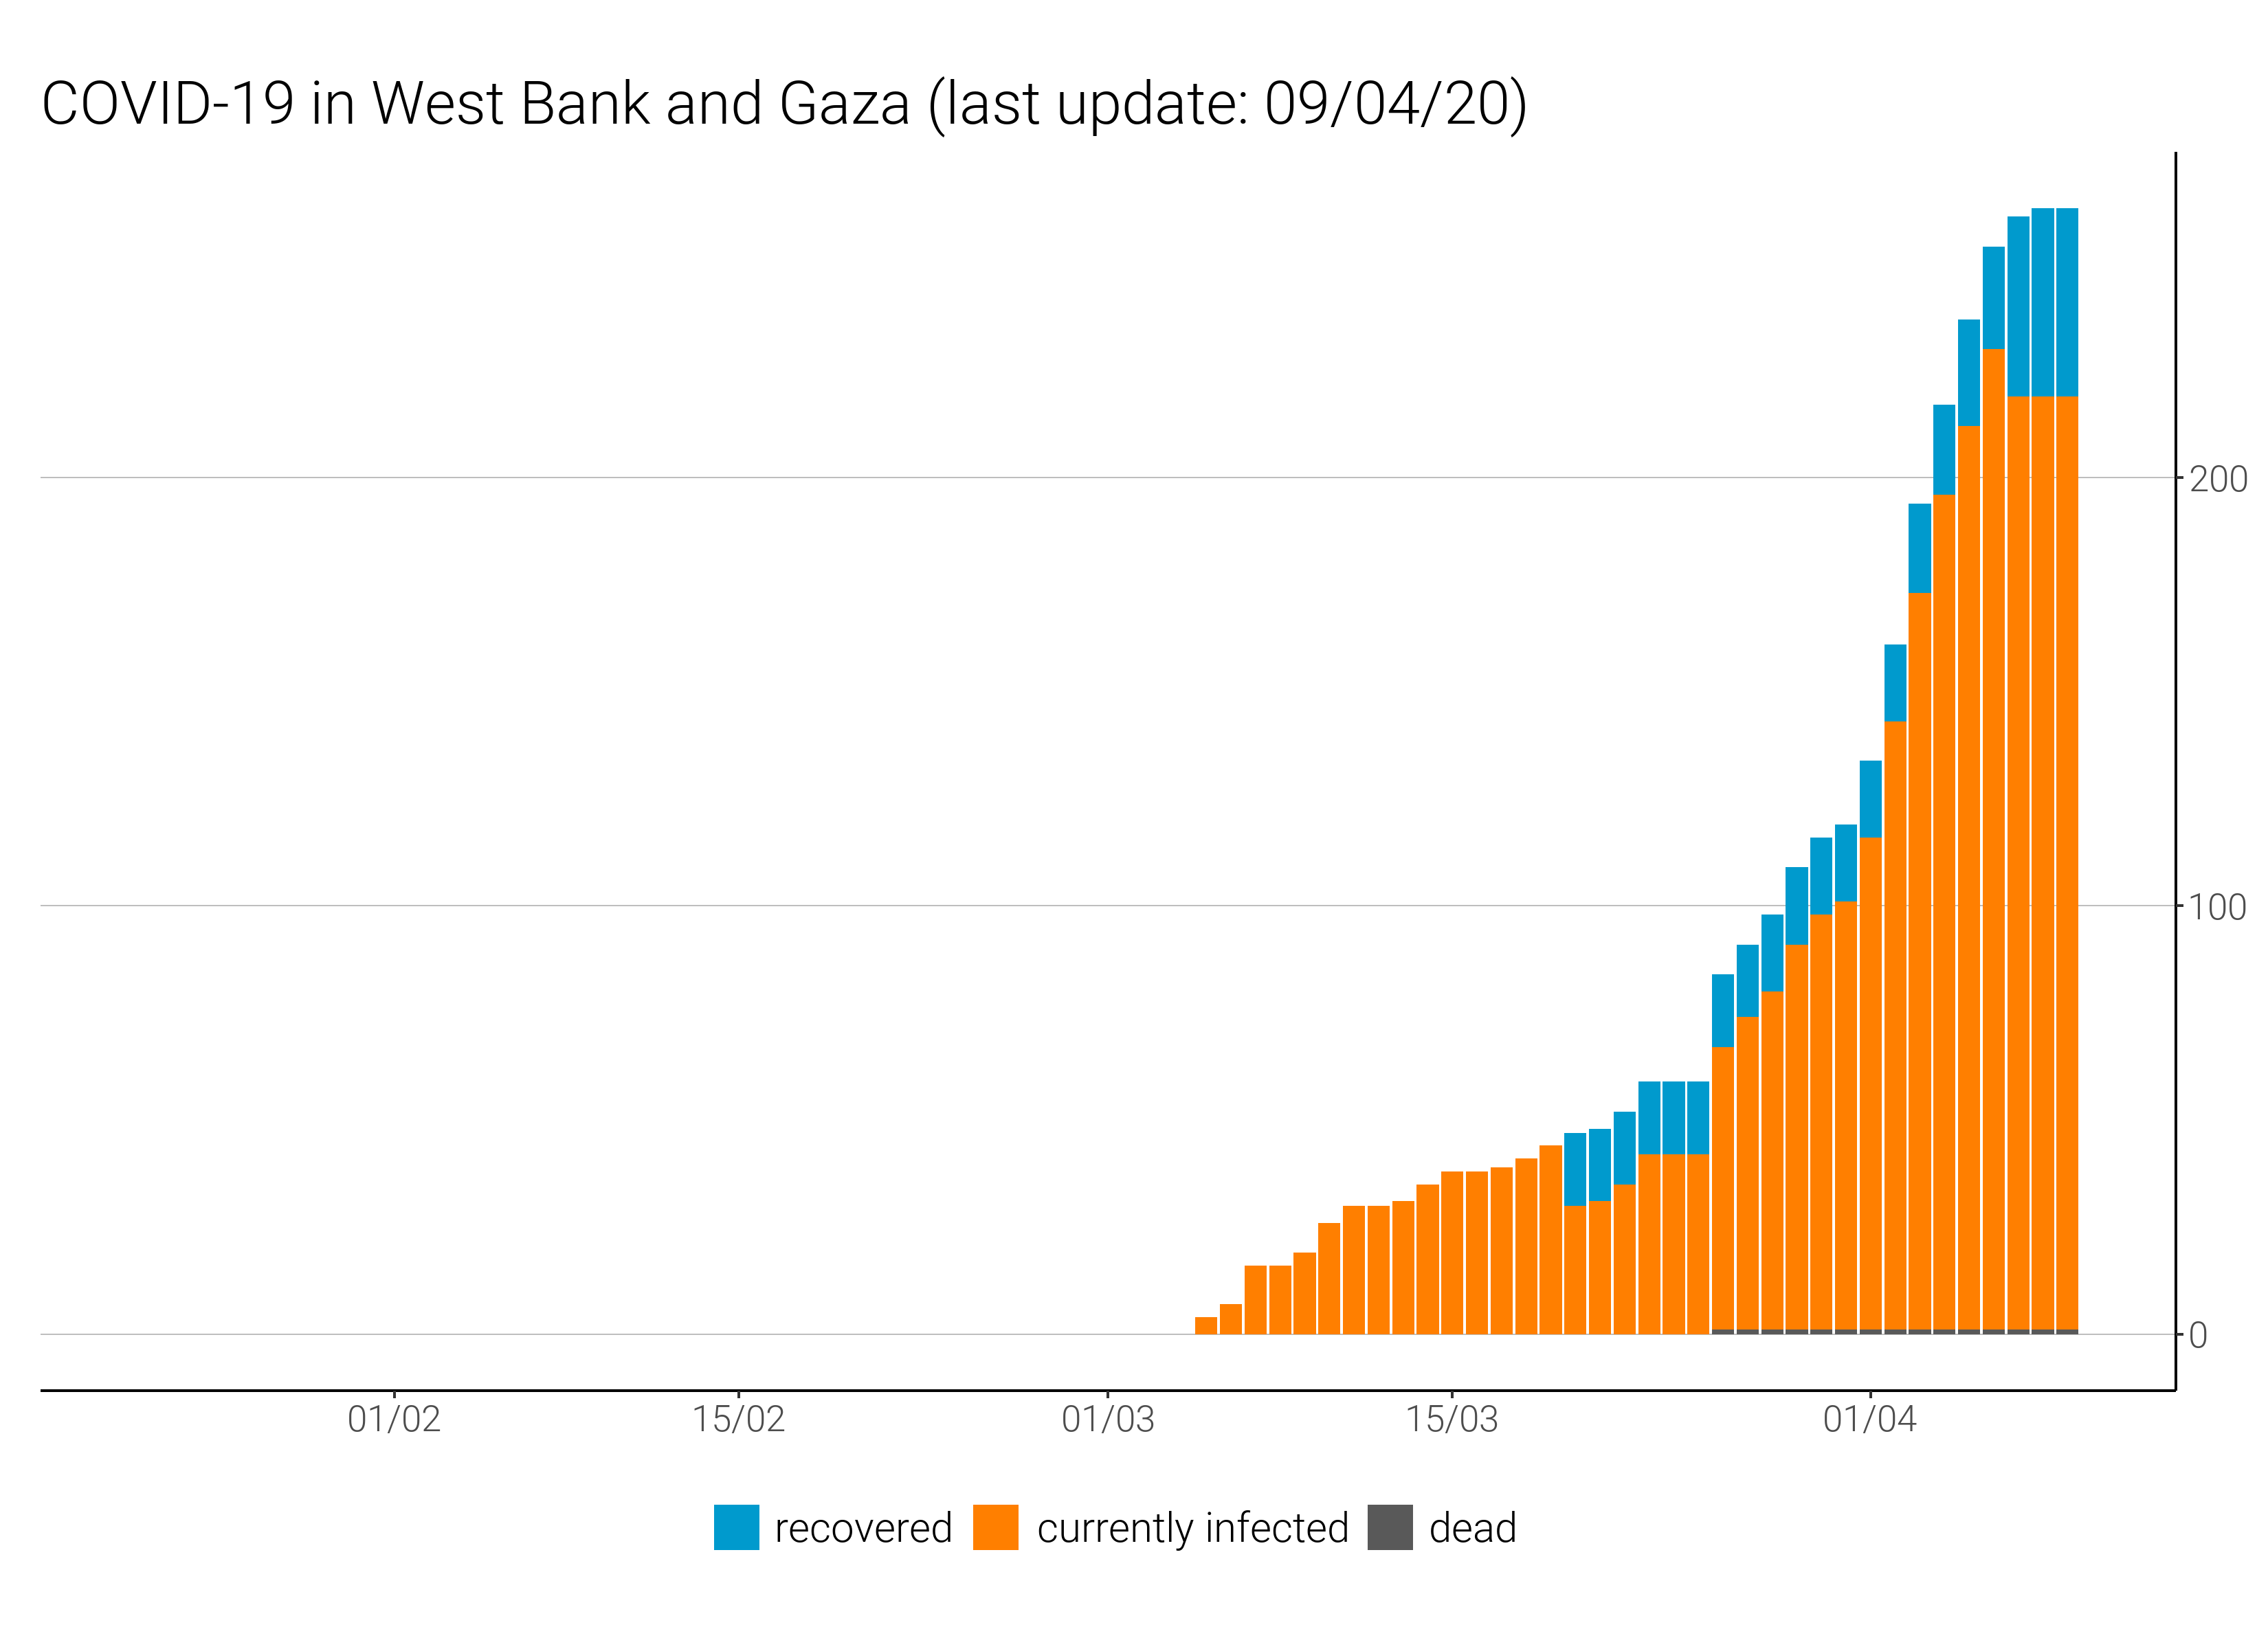 COVID-19 in West Bank and Gaza (last update: 09/04/20)
200
100
0
01/02 15/02 01/03 15/03 01/04
recovered currently infected dead